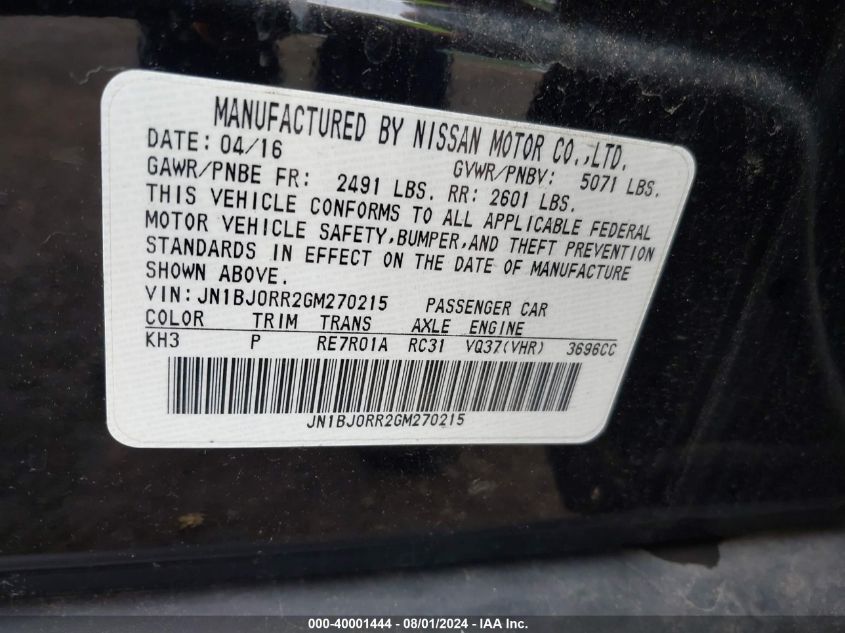 MANUFACTURED BY NISSAN MOTOR CO.,LTD.
DATE: 04/16 GVWR/PNBV: 5071 LBS.
GAWR/PNBE FR: 2491 LBS. RR: 2601 LBS.
THIS VEHICLE CONFORMS TO ALL APPLICABLE FEDERAL
MOTOR VEHICLE SAFETY,BUMPER,AND THEFT PREVENTION
STANDARDS IN EFFECT ON THE DATE OF MANUFACTURE
SHOWN ABOVE.
VIN:JN1BJ0RR2GM270215 PASSENGER CAR
COLOR TRIM TRANS AXLE ENGINE
KH3 P RE7R01A RC31 VQ37(VHR) 3696CC
JN1BJ0RR2GM270215
000-40001444 - 08/01/2024 - IAA Inc.